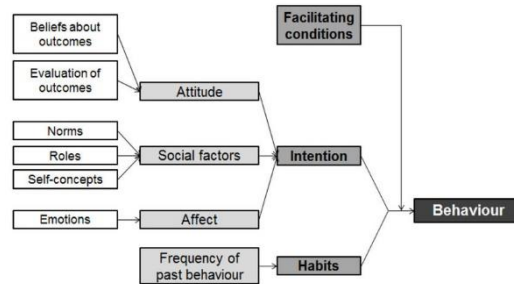 Beliefs about
outcomes
Evaluation of
outcomes
Norms
Roles
Self-concepts
Emotions
Attitude
Social factors
Affect
Frequency of
past behaviour
Facilitating
conditions
Intention
Habits
Behaviour